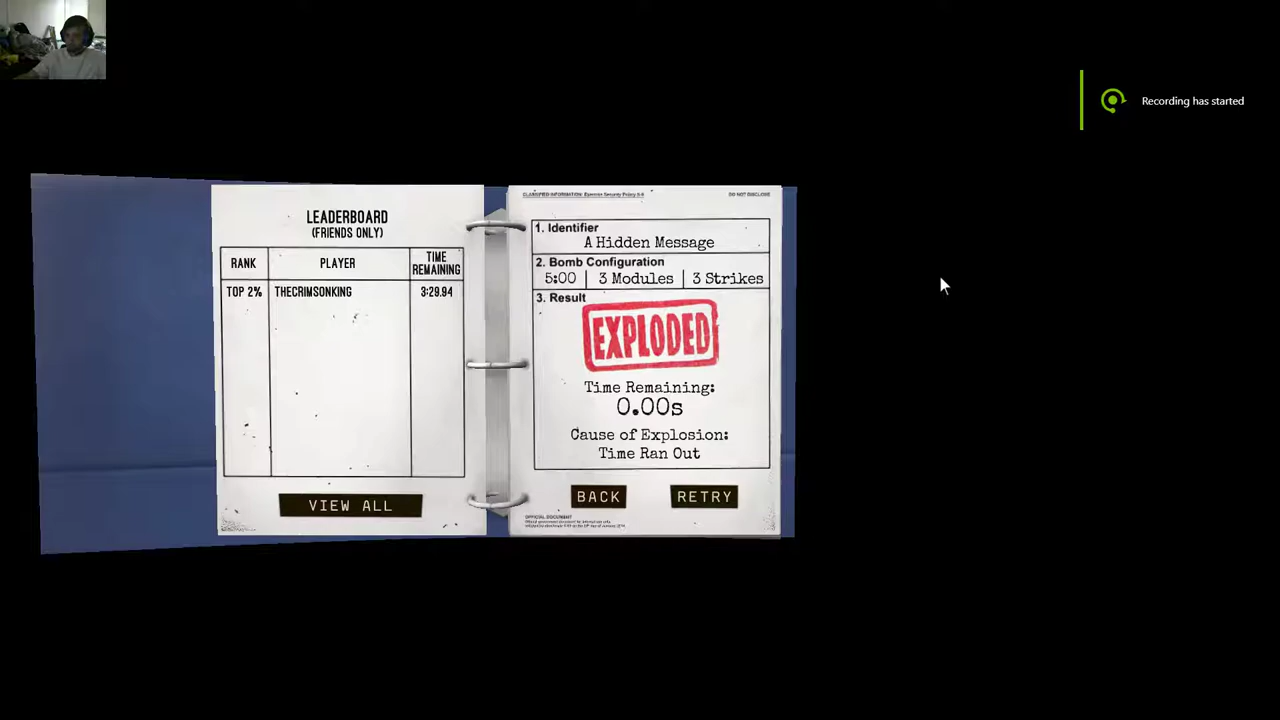 Recording has started
LEADERBOARD
(FRIENDS ONLY)
RANK PLAYER TIME REMAINING
TOP 2% THECRIMSONKING 3:29.94
VIEW ALL
DO NOT DISCLOSE
1. Identifier
A Hidden Message
2. Bomb Configuration
5:00 3 Modules 3 Strikes
3. Result
EXPLODED
Time Remaining:
0.00s
Cause of Explosion:
Time Ran Out
BACK RETRY
OFFICIAL DOCUMENT